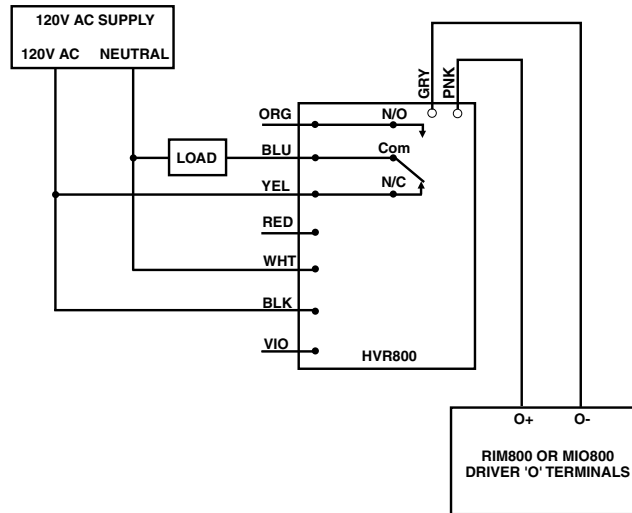 120V AC SUPPLY
120V AC NEUTRAL
GRY
PNK
ORG
N/O
BLU
LOAD
Com
YEL
N/C
RED
WHT
BLK
VIO
HVR800
O+ O-
RIM800 OR MIO800
DRIVER 'O' TERMINALS